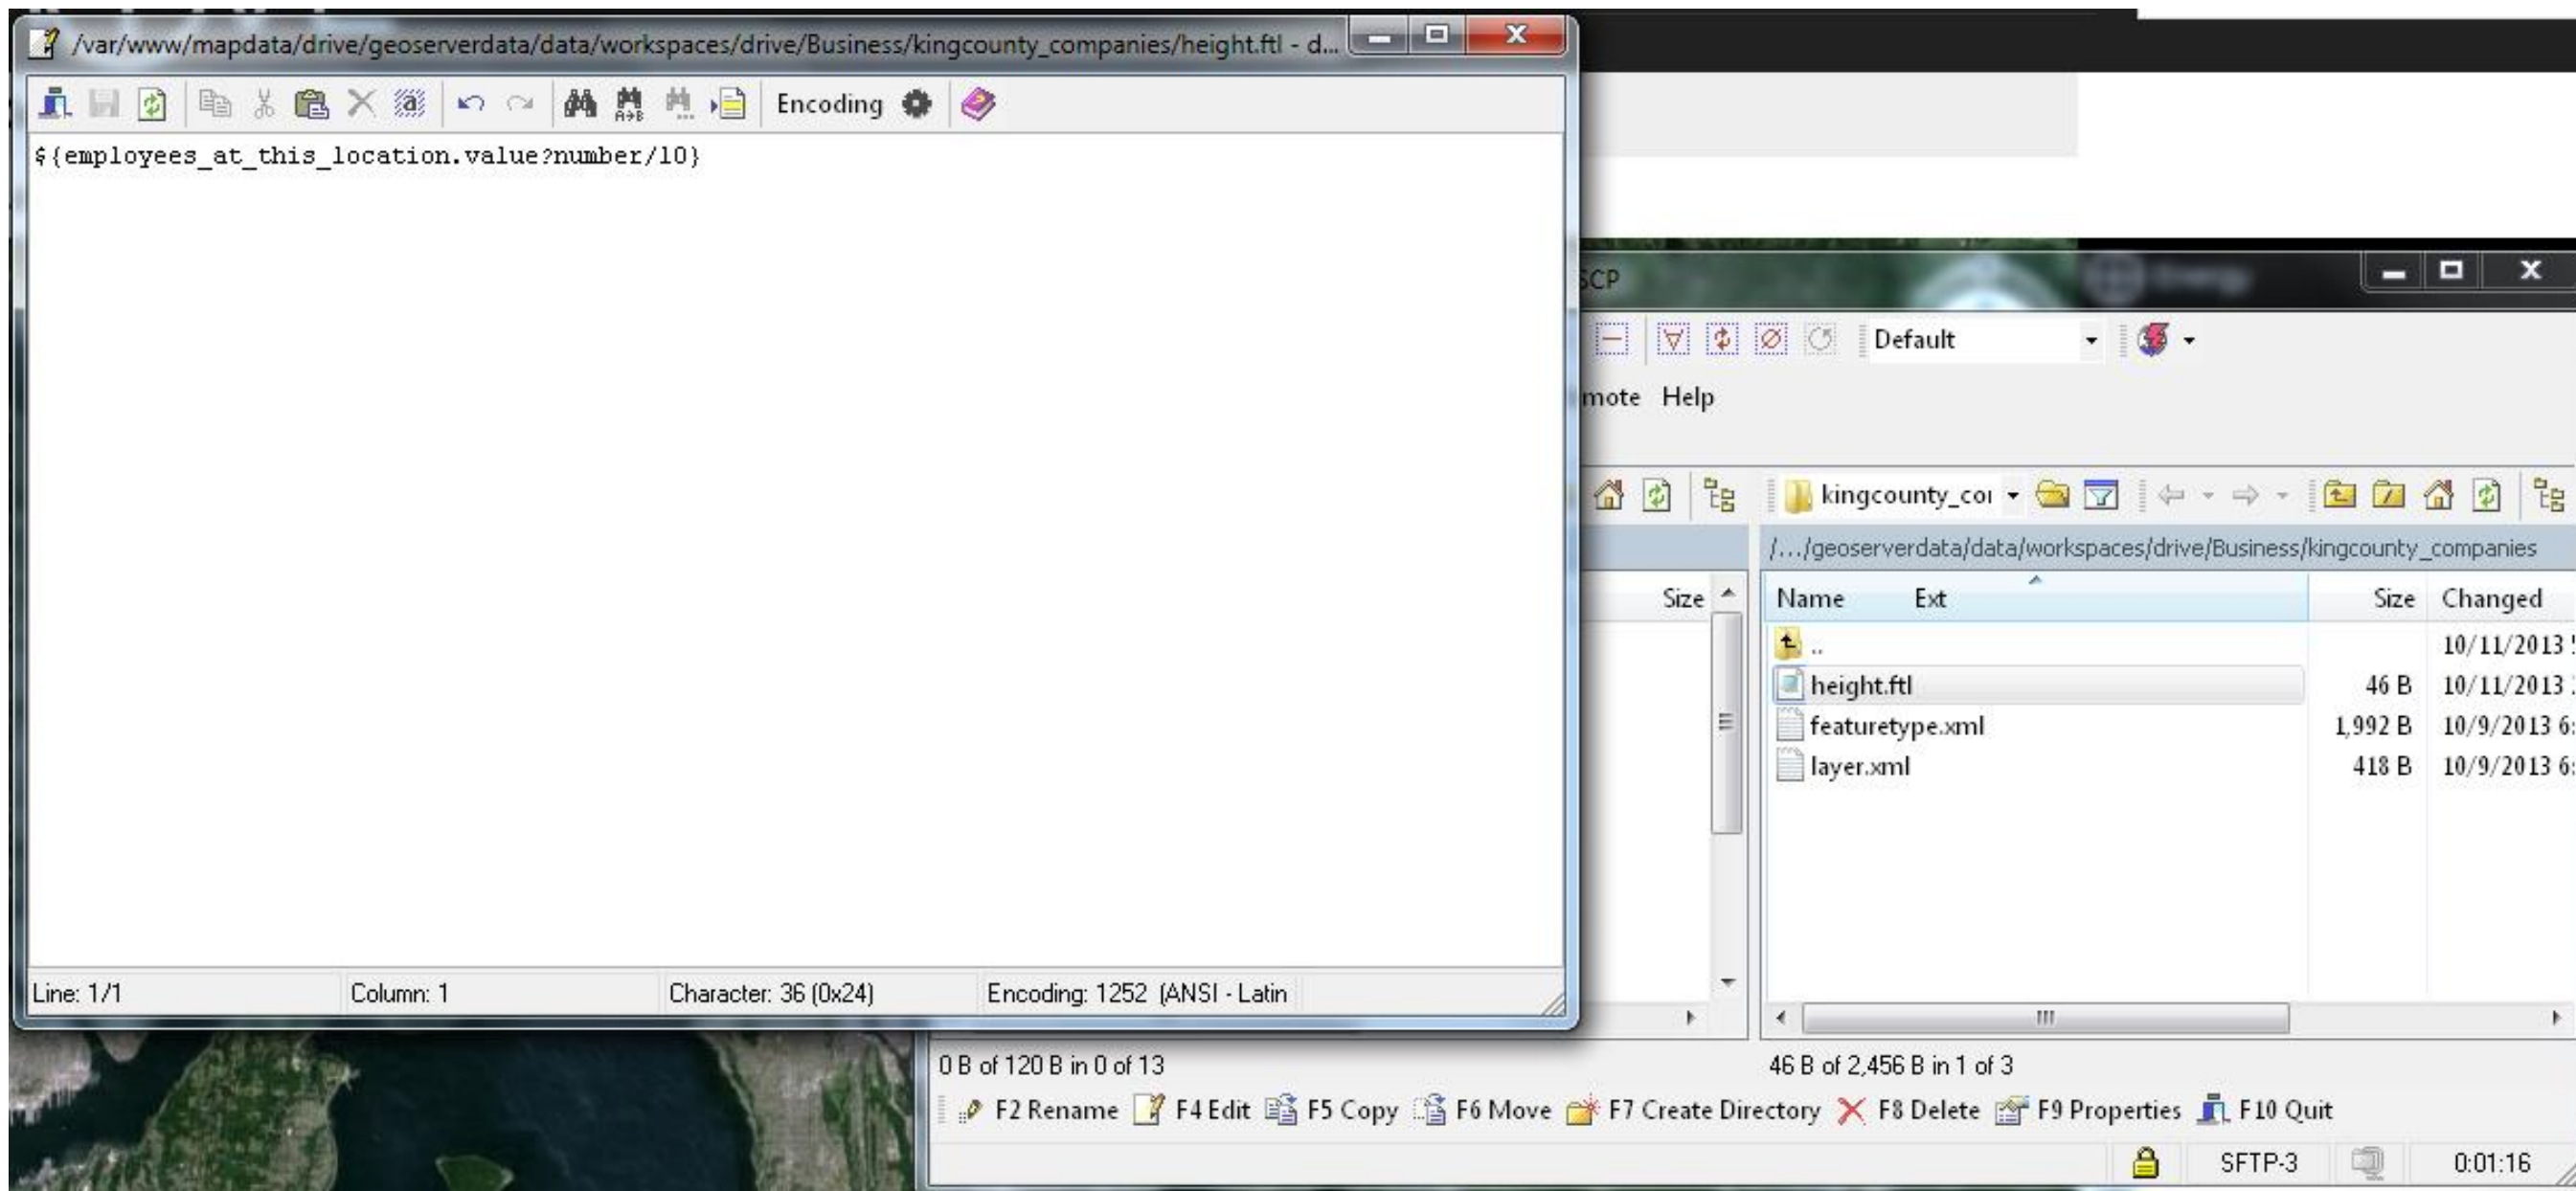 /var/www/mapdata/drive/geoserverdata/data/workspaces/drive/Business/kingcounty_companies/height.ftl - d...
Encoding
${employees_at_this_location.value?number/10}
Line: 1/1 Column: 1 Character: 36 (0x24) Encoding: 1252 (ANSI - Latin
SCP
Default
mote Help
kingcounty_co
/.../geoserverdata/data/workspaces/drive/Business/kingcounty_companies
Size Name Ext Size Changed
.. 10/11/2013
height.ftl 46 B 10/11/2013
featuretype.xml 1,992 B 10/9/2013 6:
layer.xml 418 B 10/9/2013 6:
0 B of 120 B in 0 of 13 46 B of 2,456 B in 1 of 3
F2 Rename F4 Edit F5 Copy F6 Move F7 Create Directory F8 Delete F9 Properties F10 Quit
SFTP-3 0:01:16